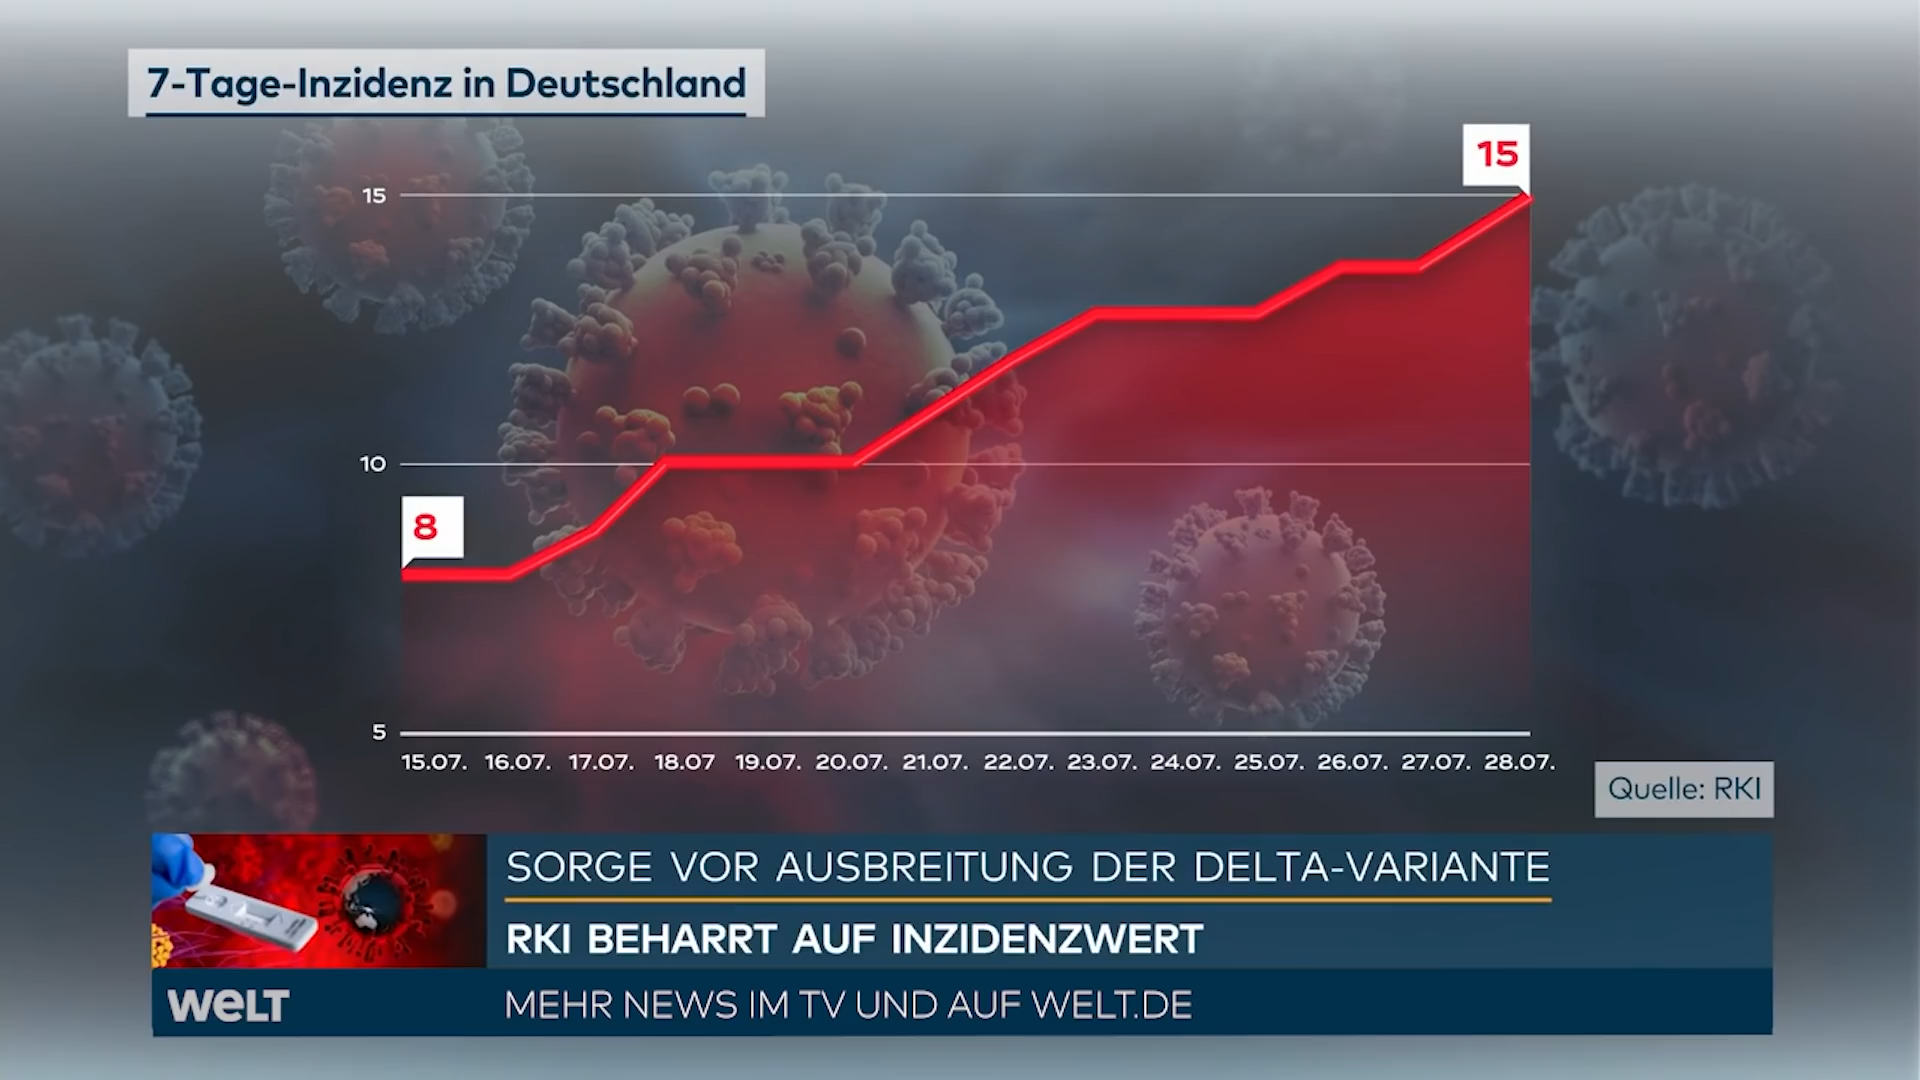 7-Tage-Inzidenz in Deutschland
15
15
10
8
5
15.07. 16.07. 17.07. 18.07 19.07. 20.07. 21.07. 22.07. 23.07. 24.07. 25.07. 26.07. 27.07. 28.07.
Quelle: RKI
SORGE VOR AUSBREITUNG DER DELTA-VARIANTE
RKI BEHARRT AUF INZIDENZWERT
WELT
MEHR NEWS IM TV UND AUF WELT.DE